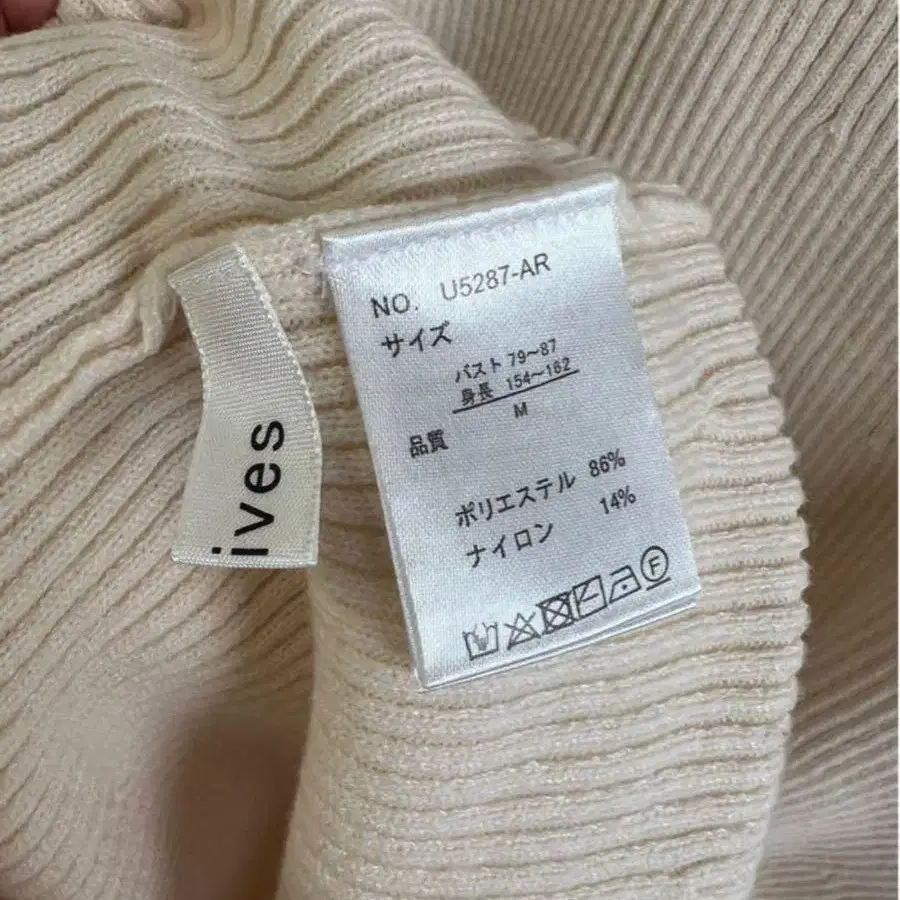 NO. U5287-AR
サイズ
バスト 79~87
身長 154~162
M
品質
ポリエステル 86%
ナイロン 14%
F
ives